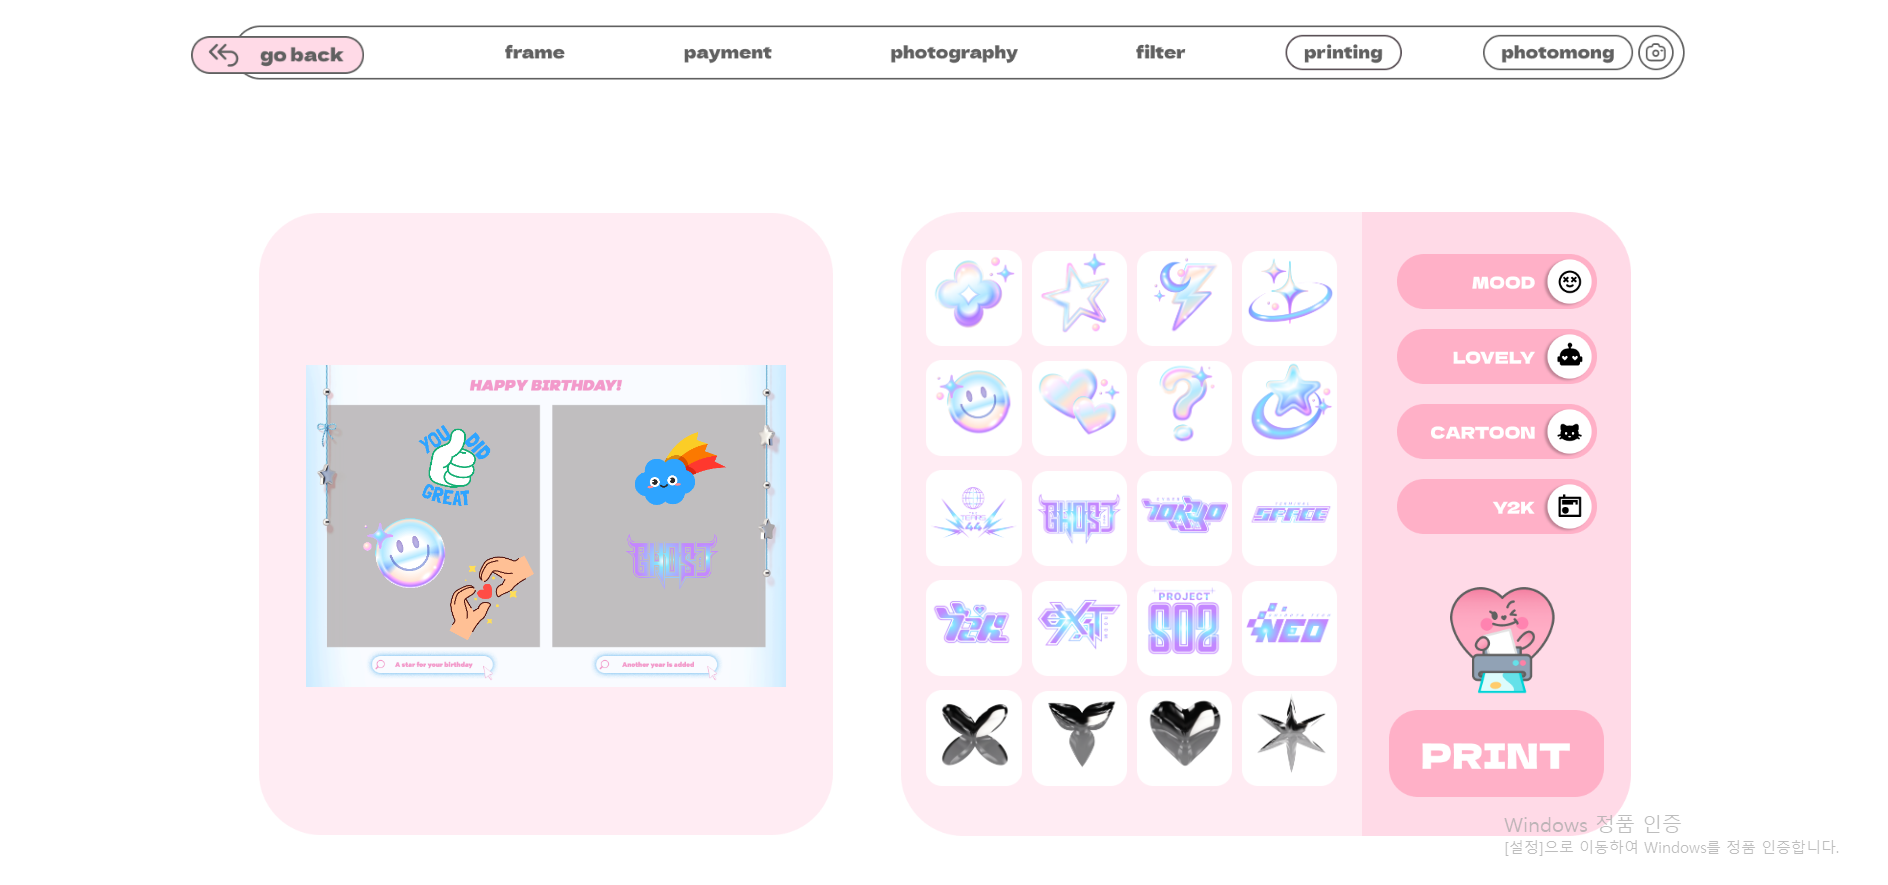 go back
frame
payment
photography
filter
printing
photomong
HAPPY BIRTHDAY!
YOU DID
GREAT
GHOST
A star for your birthday
Another year is added
44
GHOST
TOKYO
SPACE
Y2K
EXIT
PROJECT
SOS
NEO
MOOD
LOVELY
CARTOON
Y2K
PRINT
Windows 정품 인증
[설정]으로 이동하여 Windows를 정품 인증합니다.